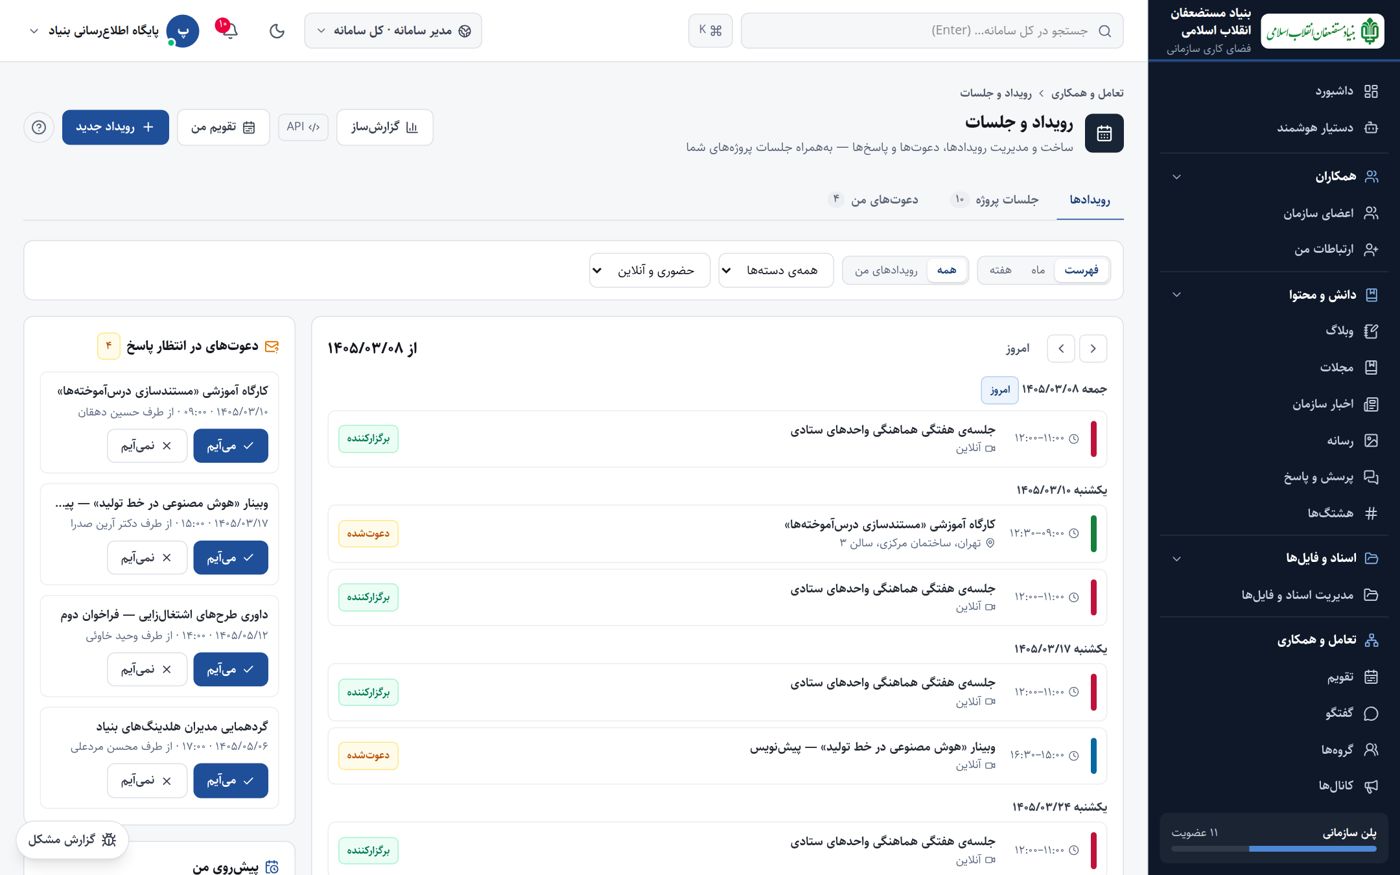 بنیاد مستضعفان انقلاب اسلامی
بنیاد مستضعفان
انقلاب اسلامی
فضای کاری سازمانی
داشبورد
دستیار هوشمند
همکاران
اعضای سازمان
ارتباطات من
دانش و محتوا
وبلاگ
مجلات
اخبار سازمان
رسانه
پرسش و پاسخ
هشتگ‌ها
اسناد و فایل‌ها
مدیریت اسناد و فایل‌ها
تعامل و همکاری
تقویم
گفتگو
گروه‌ها
کانال‌ها
پلن سازمانی
۱۱ عضویت
جستجو در کل سامانه... (Enter)
⌘ K
مدیر سامانه · کل سامانه
۱۰
پ
پایگاه اطلاع‌رسانی بنیاد
تعامل و همکاری › رویداد و جلسات
رویداد و جلسات
ساخت و مدیریت رویدادها، دعوت‌ها و پاسخ‌ها — به‌همراه جلسات پروژه‌های شما
گزارش‌ساز
API
تقویم من
رویداد جدید
رویدادها
جلسات پروژه ۱۰
دعوت‌های من ۴
فهرست
ماه
هفته
همه
رویدادهای من
همه‌ی دسته‌ها
حضوری و آنلاین
امروز
از ۱۴۰۵/۰۳/۰۸
جمعه ۱۴۰۵/۰۳/۰۸ امروز
۱۱:۰۰–۱۲:۰۰
جلسه‌ی هفتگی هماهنگی واحدهای ستادی
آنلاین
برگزارکننده
یکشنبه ۱۴۰۵/۰۳/۱۰
۰۹:۰۰–۱۲:۳۰
کارگاه آموزشی «مستندسازی درس‌آموخته‌ها»
تهران، ساختمان مرکزی، سالن ۳
دعوت‌شده
۱۱:۰۰–۱۲:۰۰
جلسه‌ی هفتگی هماهنگی واحدهای ستادی
آنلاین
برگزارکننده
یکشنبه ۱۴۰۵/۰۳/۱۷
۱۱:۰۰–۱۲:۰۰
جلسه‌ی هفتگی هماهنگی واحدهای ستادی
آنلاین
برگزارکننده
۱۵:۰۰–۱۶:۳۰
وبینار «هوش مصنوعی در خط تولید» — پیش‌نویس
آنلاین
دعوت‌شده
یکشنبه ۱۴۰۵/۰۳/۲۴
۱۱:۰۰–۱۲:۰۰
جلسه‌ی هفتگی هماهنگی واحدهای ستادی
آنلاین
برگزارکننده
دعوت‌های در انتظار پاسخ ۴
کارگاه آموزشی «مستندسازی درس‌آموخته‌ها»
۱۴۰۵/۰۳/۱۰ · ۰۹:۰۰ · از طرف حسین دهقان
می‌آیم
نمی‌آیم
وبینار «هوش مصنوعی در خط تولید» — پیـ...
۱۴۰۵/۰۳/۱۷ · ۱۵:۰۰ · از طرف دکتر آرین صدرا
می‌آیم
نمی‌آیم
داوری طرح‌های اشتغال‌زایی — فراخوان دوم
۱۴۰۵/۰۵/۱۲ · ۱۴:۰۰ · از طرف وحید خاوئی
می‌آیم
نمی‌آیم
گردهمایی مدیران هلدینگ‌های بنیاد
۱۴۰۵/۰۵/۰۶ · ۱۷:۰۰ · از طرف محسن مردعلی
می‌آیم
نمی‌آیم
پیش‌روی من
گزارش مشکل